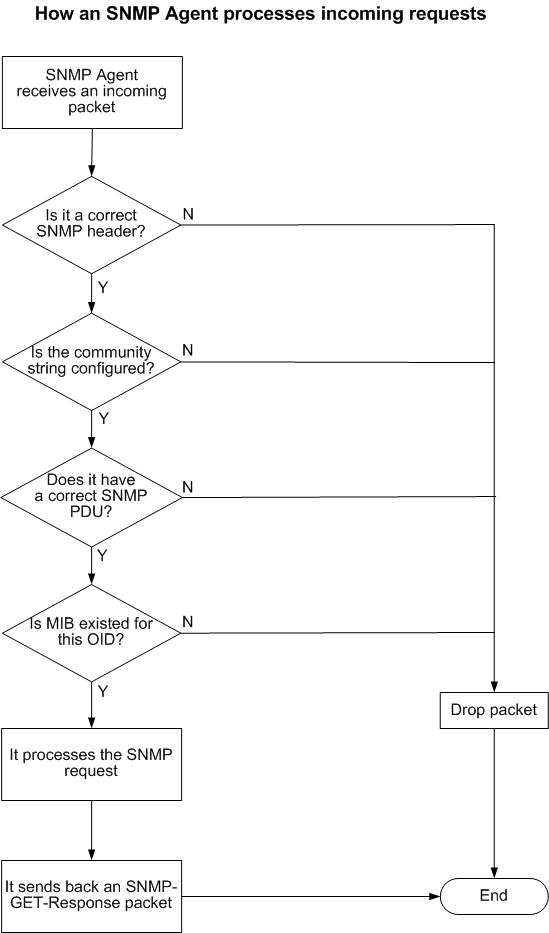 How an SNMP Agent processes incoming requests
SNMP Agent
receives an incoming
packet
Is it a correct
SNMP header?
N
Y
Is the community
string configured?
N
Y
Does it have
a correct SNMP
PDU?
N
Y
Is MIB existed for
this OID?
N
Y
Drop packet
It processes the SNMP
request
It sends back an SNMP-
GET-Response packet
End